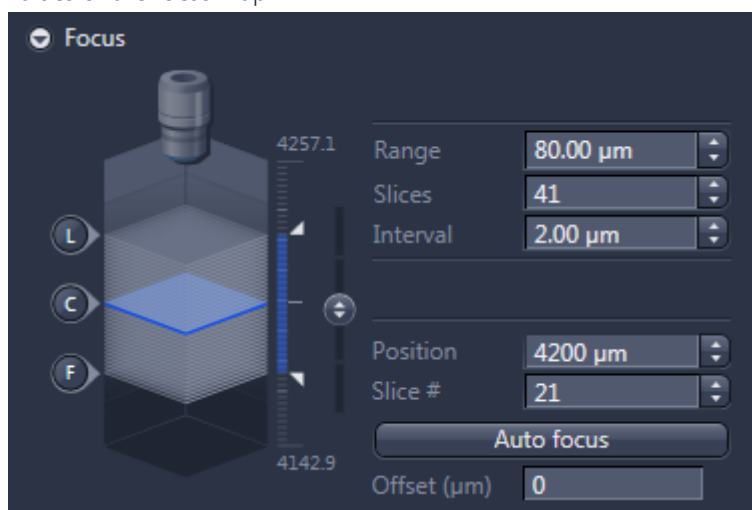 Focus
4257.1
Range 80.00 µm
Slices 41
L
Interval 2.00 µm
C
Position 4200 µm
F
Slice # 21
Auto focus
4142.9
Offset (µm) 0